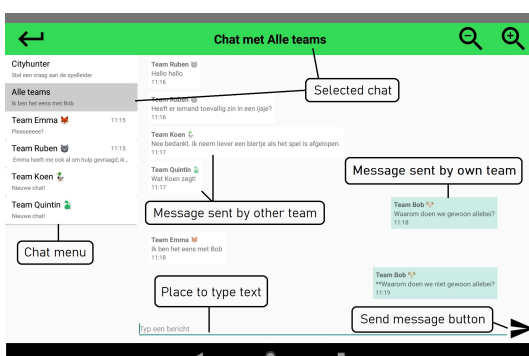 Chat met Alle teams
Cityhunter
Stel een vraag aan de spelleider
Alle teams
Ik ben het eens met Bob
Team Emma 11:15
Pleaseeeee?
Team Ruben 11:15
Emma heeft me ook al om hulp gevraagd; ik...
Team Koen
Nieuwe chat!
Team Quintin
Nieuwe chat!
Chat menu
Team Ruben
Hallo hallo
11:16
Team Ruben
Heeft er iemand toevallig zin in een ijsje?
11:16
Team Koen
Nee bedankt. Ik neem liever een biertje als het spel is afgelopen.
11:17
Team Quintin
Wat Koen zegt!
11:17
Selected chat
Message sent by own team
Message sent by other team
Team Bob
Waarom doen we gewoon allebei?
11:18
Team Emma
Ik ben het eens met Bob
11:18
Team Bob
**Waarom doen we niet gewoon allebei?
11:19
Place to type text
Send message button
Typ een bericht